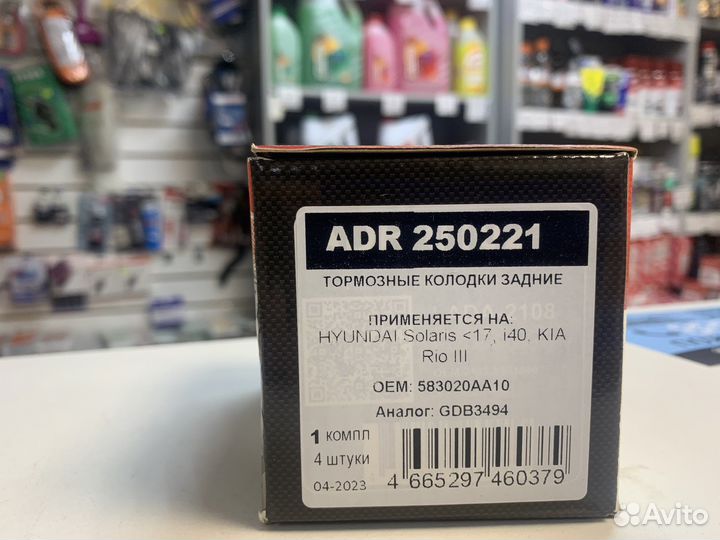 ADR 250221
ТОРМОЗНЫЕ КОЛОДКИ ЗАДНИЕ
ПРИМЕНЯЕТСЯ НА:
HYUNDAI Solaris <17, i40, KIA
Rio III
OEM: 583020AA10
Аналог: GDB3494
1 КОМПЛ
4 штуки
04-2023
4 665297 460379
Avito